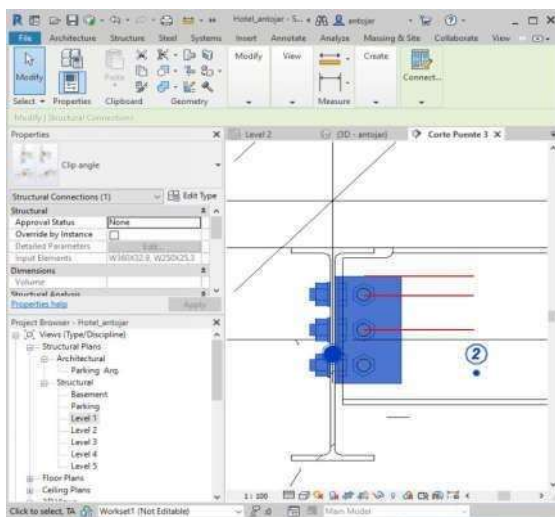 Hotel_antojar - S...
antojar
File Architecture Structure Steel Systems Insert Annotate Analyze Massing & Site Collaborate View
Modify
Paste
Modify
View
Create
Connect...
Select Properties Clipboard Geometry Measure
Modify | Structural Connections
Properties
Level 2
(3D - antojar)
Corte Puente 3
Clip angle
Structural Connections (1)
Edit Type
Structural
Approval Status None
Override by Instance
Detailed Parameters Edit...
Input Elements W360X32.9, W250X25.3
Dimensions
Volume
Structural Analysis
Properties help
Apply
2
Project Browser - Hotel_antojar
Views (Type/Discipline)
Structural Plans
Architectural
Parking Arq
Structural
Basement
Parking
Level 1
Level 2
Level 3
Level 4
Level 5
Floor Plans
Ceiling Plans
1 : 100
Click to select, TA
Workset1 (Not Editable)
:0
Main Model